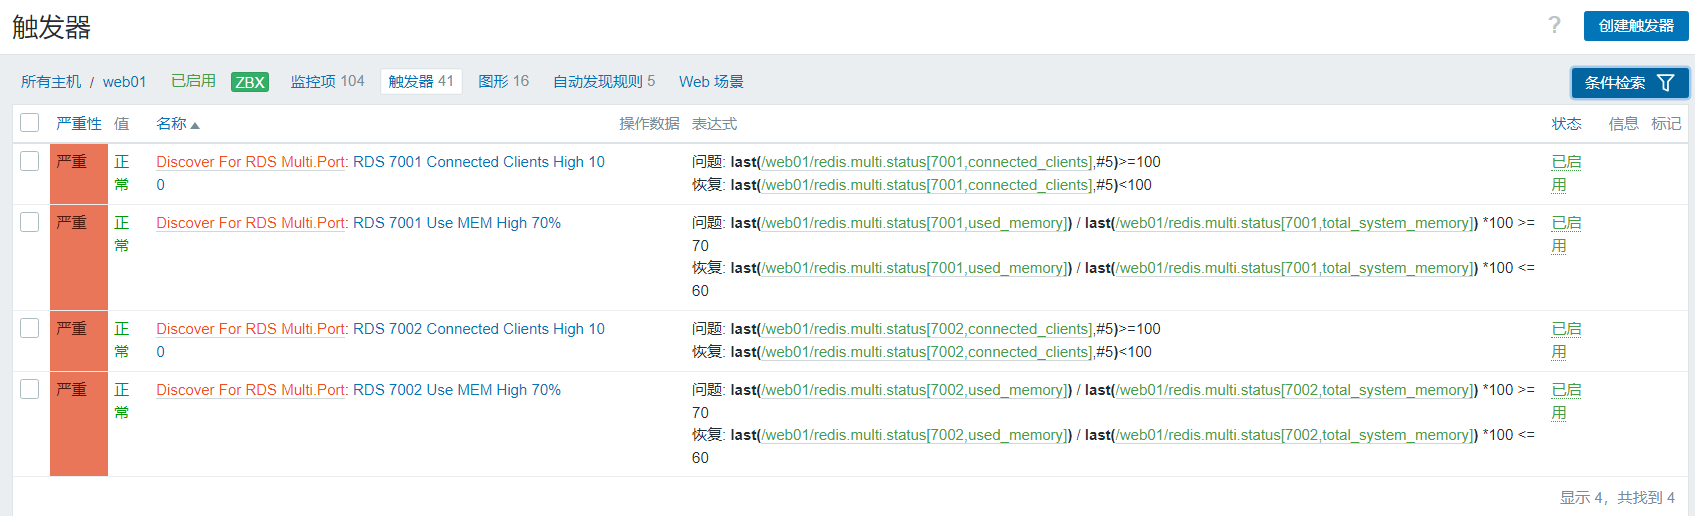 触发器
? 创建触发器
所有主机 / web01 已启用 ZBX 监控项 104 触发器 41 图形 16 自动发现规则 5 Web 场景 条件检索
严重性 值 名称 操作数据 表达式 状态 信息 标记
严重 正 Discover For RDS Multi.Port: RDS 7001 Connected Clients High 10 问题: last(/web01/redis.multi.status[7001,connected_clients],#5)>=100 已启
常 0 恢复: last(/web01/redis.multi.status[7001,connected_clients],#5)<100 用
严重 正 Discover For RDS Multi.Port: RDS 7001 Use MEM High 70% 问题: last(/web01/redis.multi.status[7001,used_memory]) / last(/web01/redis.multi.status[7001,total_system_memory]) *100 >= 已启
常 70 用
恢复: last(/web01/redis.multi.status[7001,used_memory]) / last(/web01/redis.multi.status[7001,total_system_memory]) *100 <=
60
严重 正 Discover For RDS Multi.Port: RDS 7002 Connected Clients High 10 问题: last(/web01/redis.multi.status[7002,connected_clients],#5)>=100 已启
常 0 恢复: last(/web01/redis.multi.status[7002,connected_clients],#5)<100 用
严重 正 Discover For RDS Multi.Port: RDS 7002 Use MEM High 70% 问题: last(/web01/redis.multi.status[7002,used_memory]) / last(/web01/redis.multi.status[7002,total_system_memory]) *100 >= 已启
常 70 用
恢复: last(/web01/redis.multi.status[7002,used_memory]) / last(/web01/redis.multi.status[7002,total_system_memory]) *100 <=
60
显示 4，共找到 4